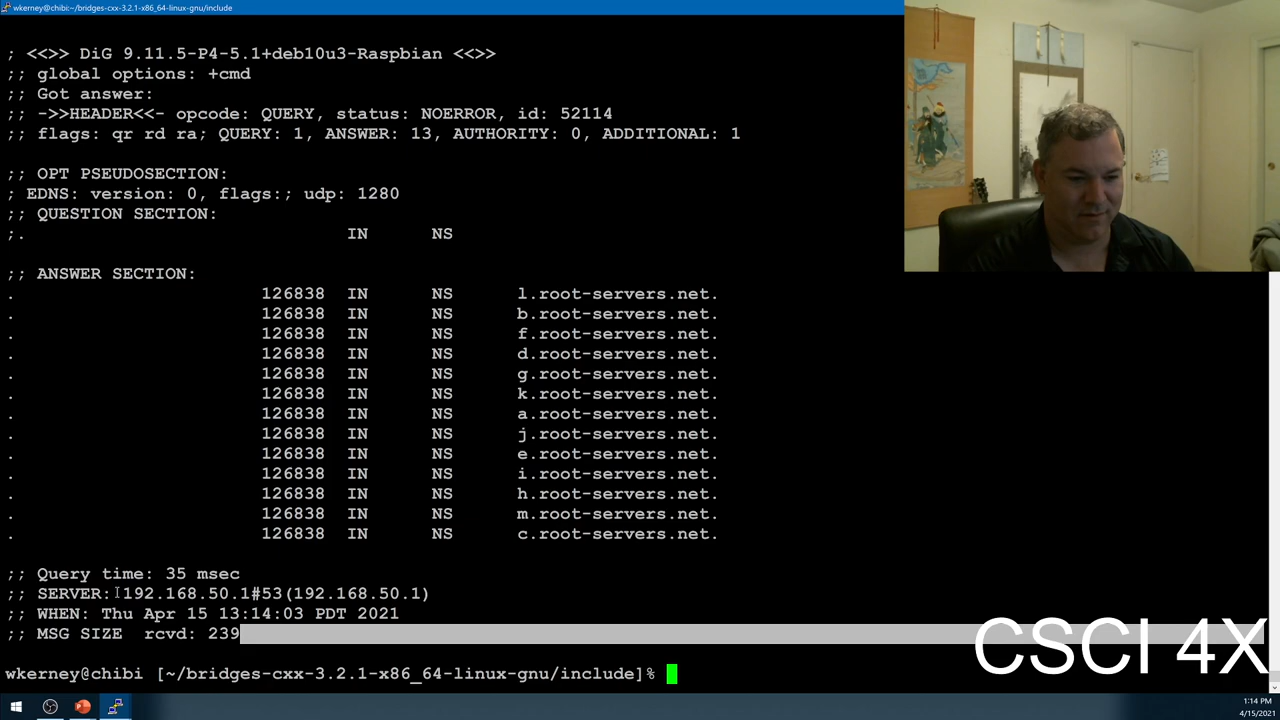 wkerney@chibi:~/bridges-cxx-3.2.1-x86_64-linux-gnu/include
; <<>> DiG 9.11.5-P4-5.1+deb10u3-Raspbian <<>>
;; global options: +cmd
;; Got answer:
;; ->>HEADER<<- opcode: QUERY, status: NOERROR, id: 52114
;; flags: qr rd ra; QUERY: 1, ANSWER: 13, AUTHORITY: 0, ADDITIONAL: 1
;; OPT PSEUDOSECTION:
; EDNS: version: 0, flags:; udp: 1280
;; QUESTION SECTION:
;. IN NS
;; ANSWER SECTION:
. 126838 IN NS l.root-servers.net.
. 126838 IN NS b.root-servers.net.
. 126838 IN NS f.root-servers.net.
. 126838 IN NS d.root-servers.net.
. 126838 IN NS g.root-servers.net.
. 126838 IN NS k.root-servers.net.
. 126838 IN NS a.root-servers.net.
. 126838 IN NS j.root-servers.net.
. 126838 IN NS e.root-servers.net.
. 126838 IN NS i.root-servers.net.
. 126838 IN NS h.root-servers.net.
. 126838 IN NS m.root-servers.net.
. 126838 IN NS c.root-servers.net.
;; Query time: 35 msec
;; SERVER: 192.168.50.1#53(192.168.50.1)
;; WHEN: Thu Apr 15 13:14:03 PDT 2021
;; MSG SIZE rcvd: 239
CSCI 4X
wkerney@chibi [~/bridges-cxx-3.2.1-x86_64-linux-gnu/include]%
1:14 PM
4/15/2021